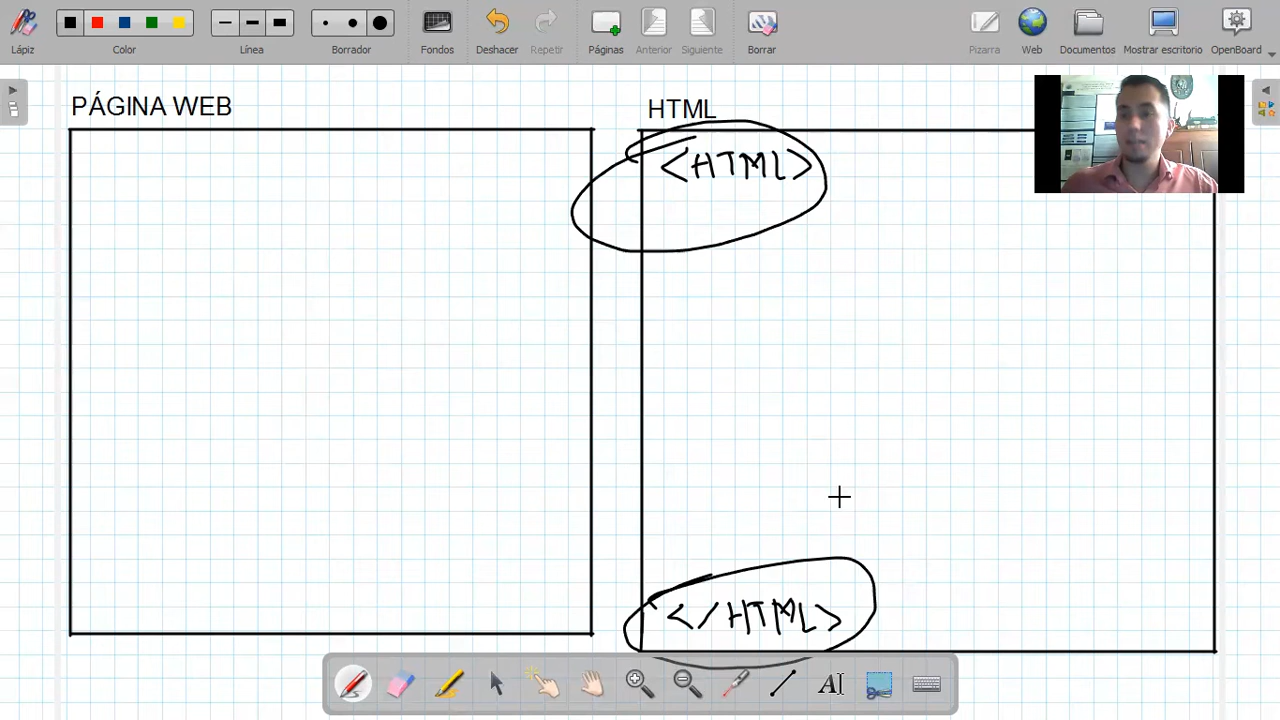 Lápiz Color Línea Borrador Fondos Deshacer Repetir Páginas Anterior Siguiente Borrar Pizarra Web Documentos Mostrar escritorio OpenBoard
PÁGINA WEB
HTML
<HTML>
</HTML>
AI